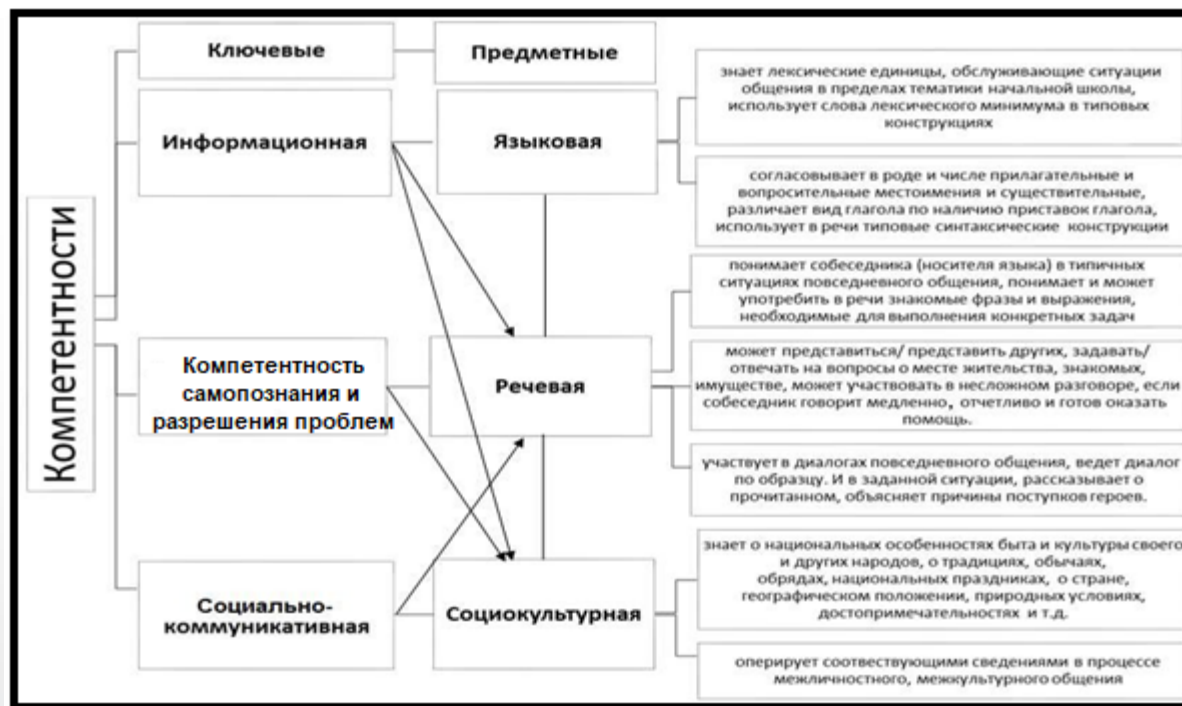 Компетентности
Ключевые
Предметные
Информационная
Языковая
знает лексические единицы, обслуживающие ситуации
общения в пределах тематики начальной школы,
использует слова лексического минимума в типовых
конструкциях
согласовывает в роде и числе прилагательные и
вопросительные местоимения и существительные,
различает вид глагола по наличию приставок глагола,
использует в речи типовые синтаксические конструкции
Компетентность
самопознания и
разрешения проблем
Речевая
понимает собеседника (носителя языка) в типичных
ситуациях повседневного общения, понимает и может
употребить в речи знакомые фразы и выражения,
необходимые для выполнения конкретных задач
может представиться/ представить других, задавать/
отвечать на вопросы о месте жительства, знакомых,
имуществе, может участвовать в несложном разговоре, если
собеседник говорит медленно, отчетливо и готов оказать
помощь.
участвует в диалогах повседневного общения, ведет диалог
по образцу. И в заданной ситуации, рассказывает о
прочитанном, объясняет причины поступков героев.
Социально-
коммуникативная
Социокультурная
знает о национальных особенностях быта и культуры своего
и других народов, о традициях, обычаях,
обрядах, национальных праздниках, о стране,
географическом положении, природных условиях,
достопримечательностях и т.д.
оперирует соотвествующими сведениями в процессе
межличностного, межкультурного общения